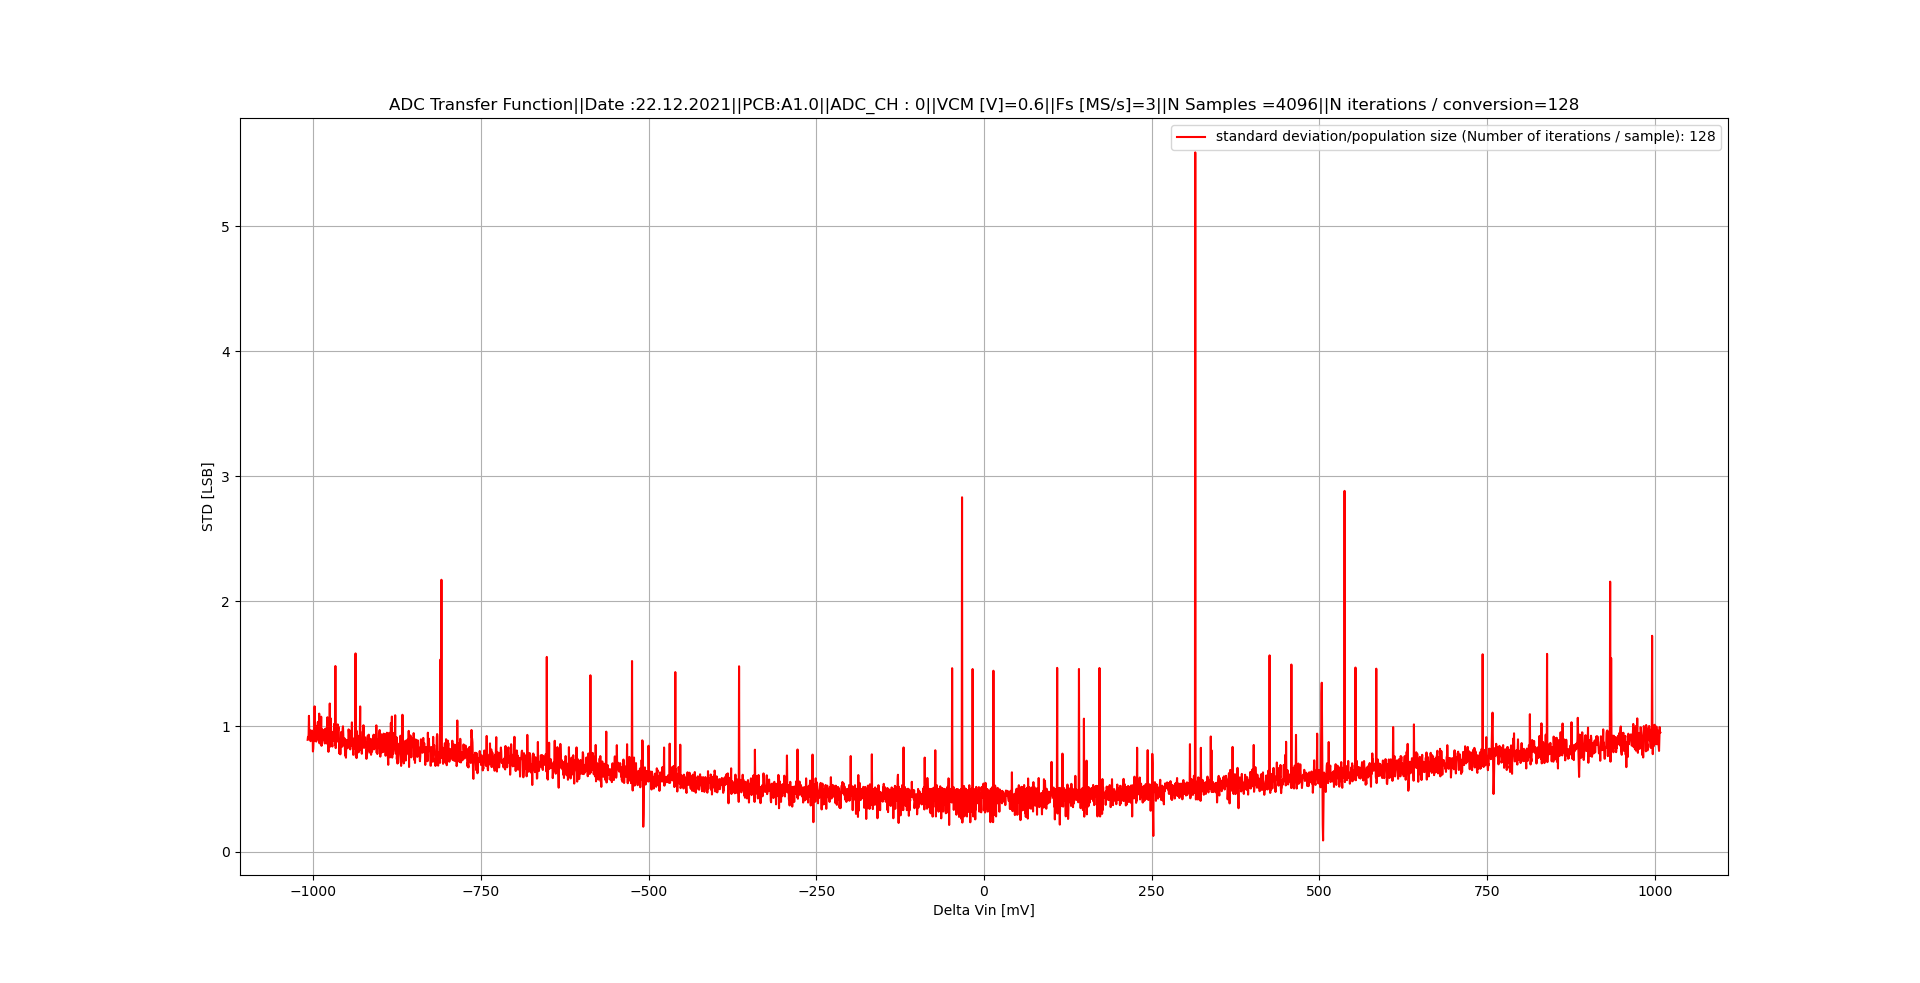 ADC Transfer Function||Date :22.12.2021||PCB:A1.0||ADC_CH : 0||VCM [V]=0.6||Fs [MS/s]=3||N Samples =4096||N iterations / conversion=128
standard deviation/population size (Number of iterations / sample): 128
5
4
3
2
1
0
STD [LSB]
−1000 −750 −500 −250 0 250 500 750 1000
Delta Vin [mV]